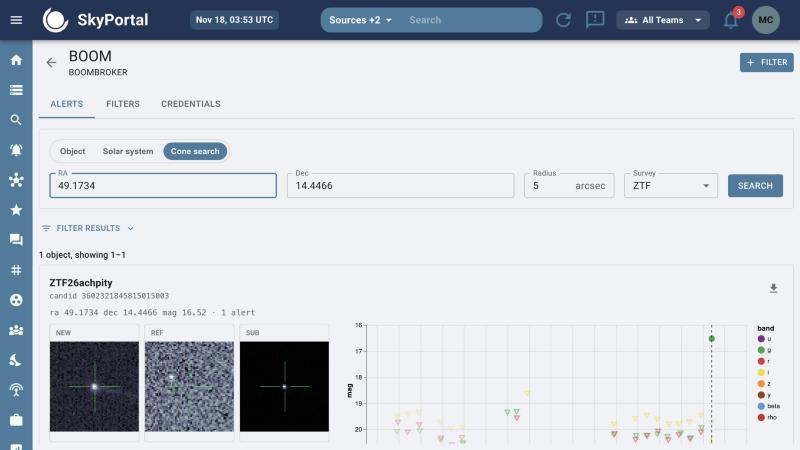 SkyPortal
Nov 18, 03:53 UTC
Sources +2
Search
All Teams
3
MC
BOOM
BOOMBROKER
FILTER
ALERTS
FILTERS
CREDENTIALS
Object
Solar system
Cone search
RA
49.1734
Dec
14.4466
Radius
5
arcsec
Survey
ZTF
SEARCH
FILTER RESULTS
1 object, showing 1–1
ZTF26achpity
candid 3602321845815015003
ra 49.1734 dec 14.4466 mag 16.52 · 1 alert
NEW
REF
SUB
16
17
18
19
20
mag
band
u
g
r
i
z
y
beta
rho